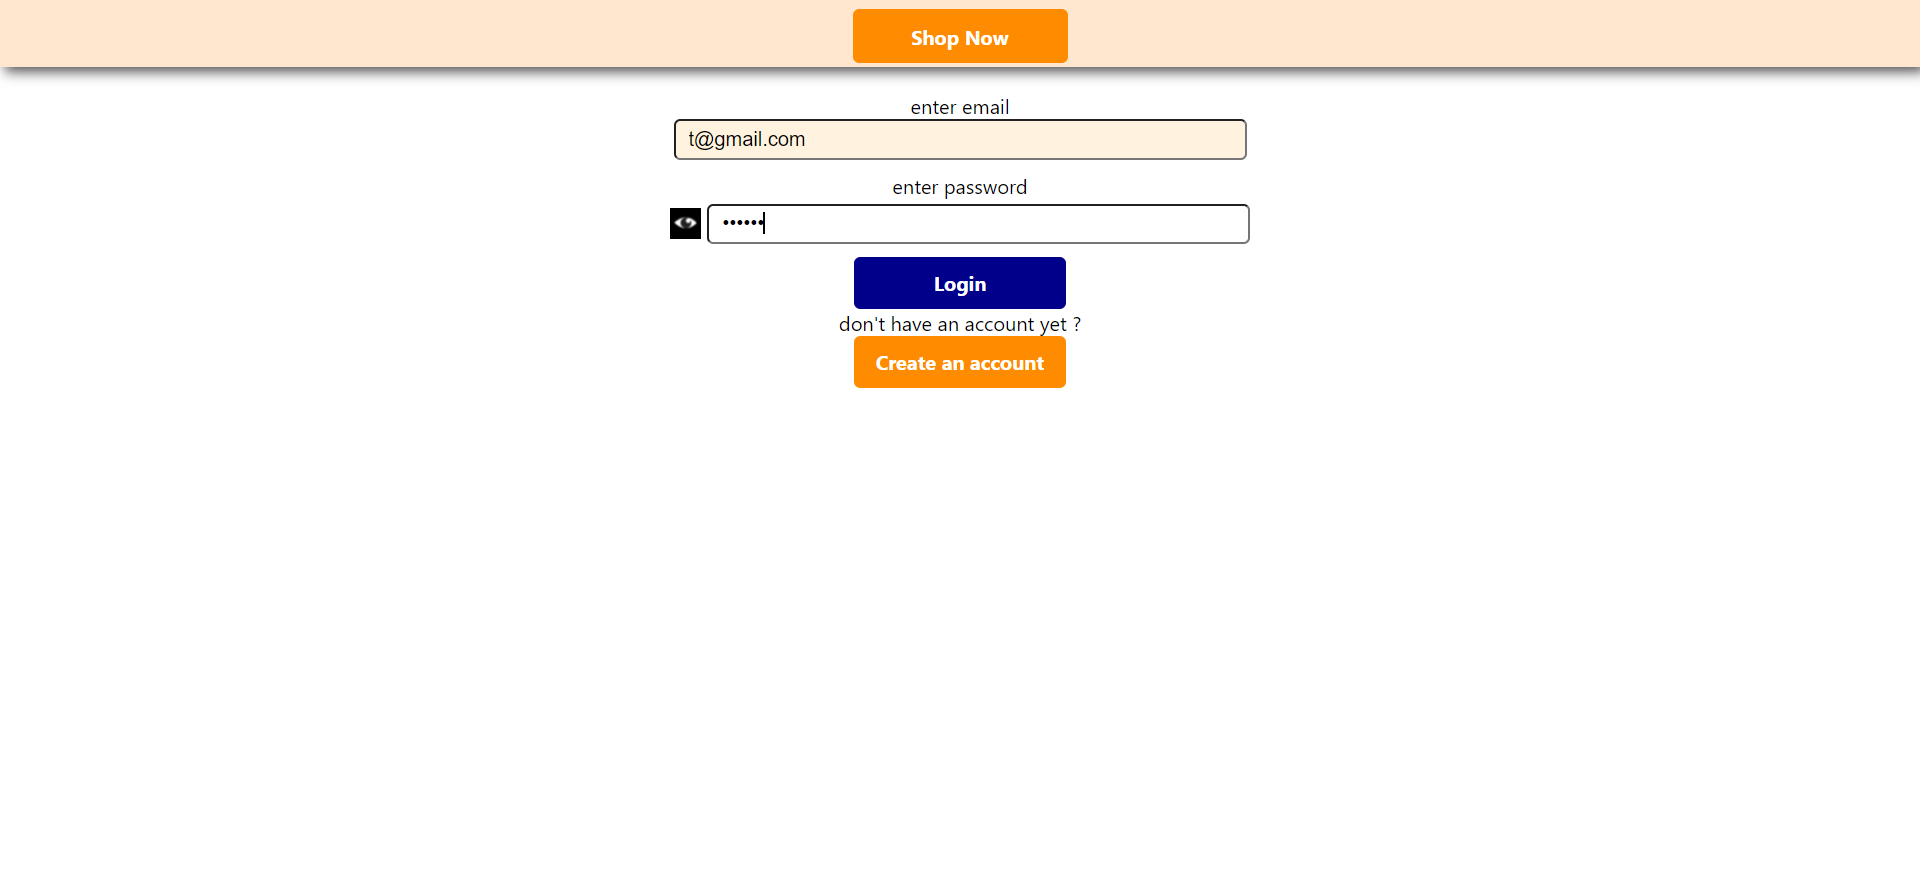 Shop Now
enter email
t@gmail.com
enter password
••••••
Login
don't have an account yet ?
Create an account